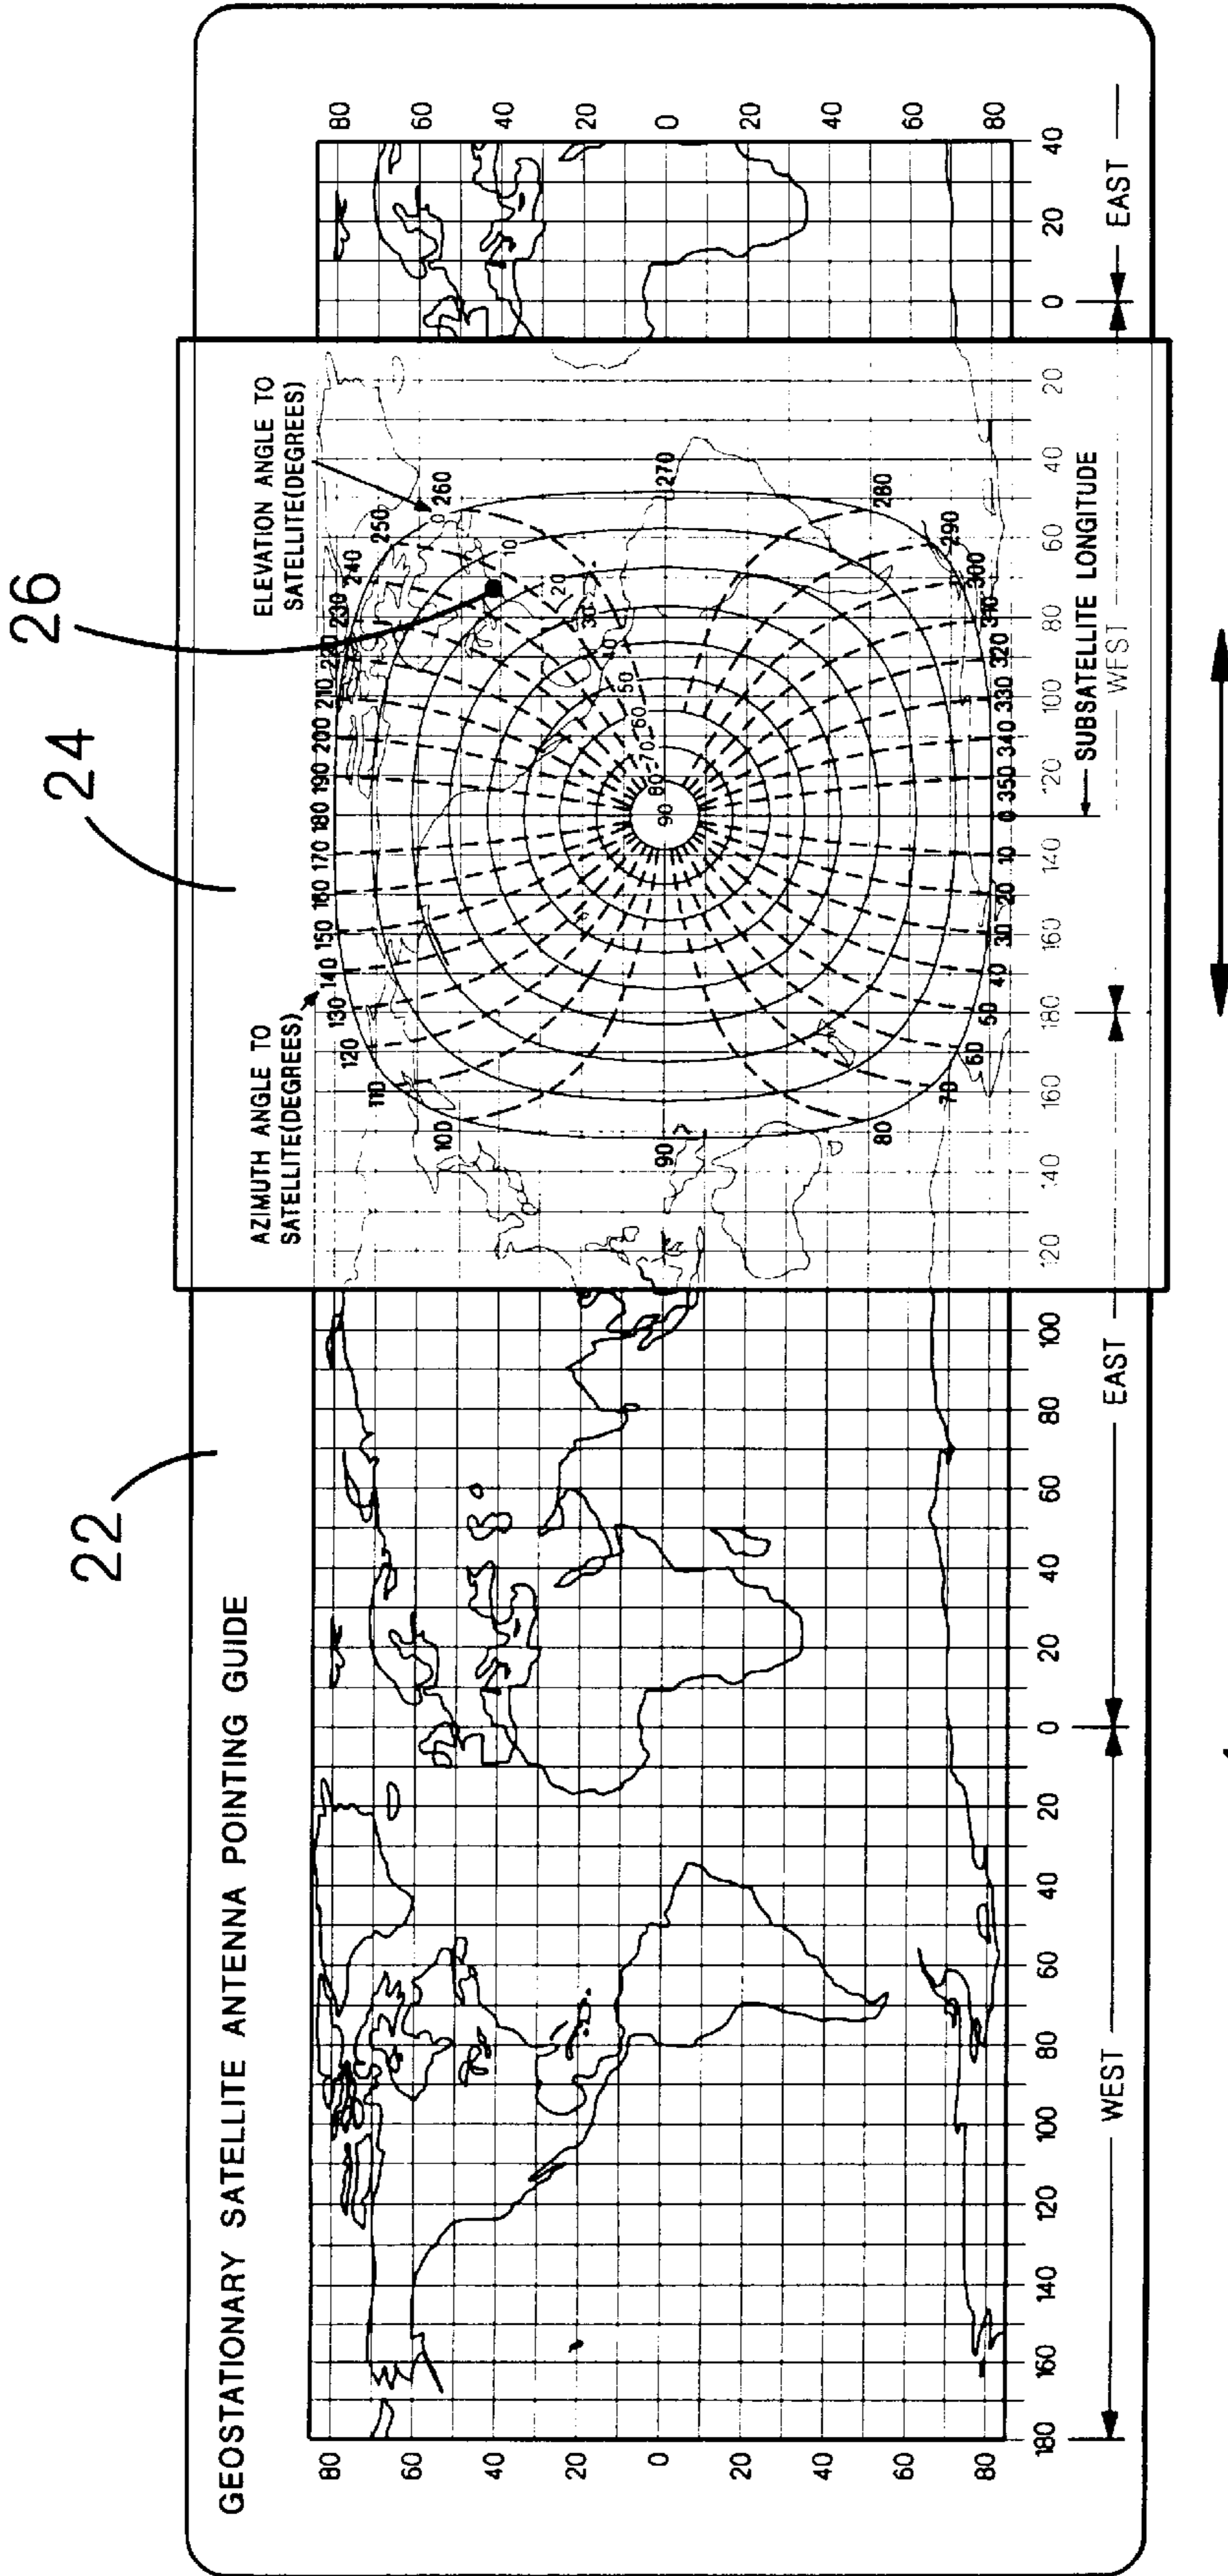 22
24
26
GEOSTATIONARY SATELLITE ANTENNA POINTING GUIDE
AZIMUTH ANGLE TO
SATELLITE(DEGREES)
ELEVATION ANGLE TO
SATELLITE(DEGREES)
80
60
40
20
0
20
40
60
80
100 110 120 130 140 150 160 170 180 190 200 210 220 230 240 250 260
90
270
90 80 70 60 50 40 30 20 10 0
80 70 60 50 40 30 20 10 0 350 340 330 320 310 300 290 280
80
60
40
20
0
20
40
60
80
180 160 140 120 100 80 60 40 20 0 20 40 60 80 100 120 140 160 180 160 140 120 100 80 60 40 20 0 20 40
SUBSATELLITE LONGITUDE
WEST
EAST
WEST
EAST